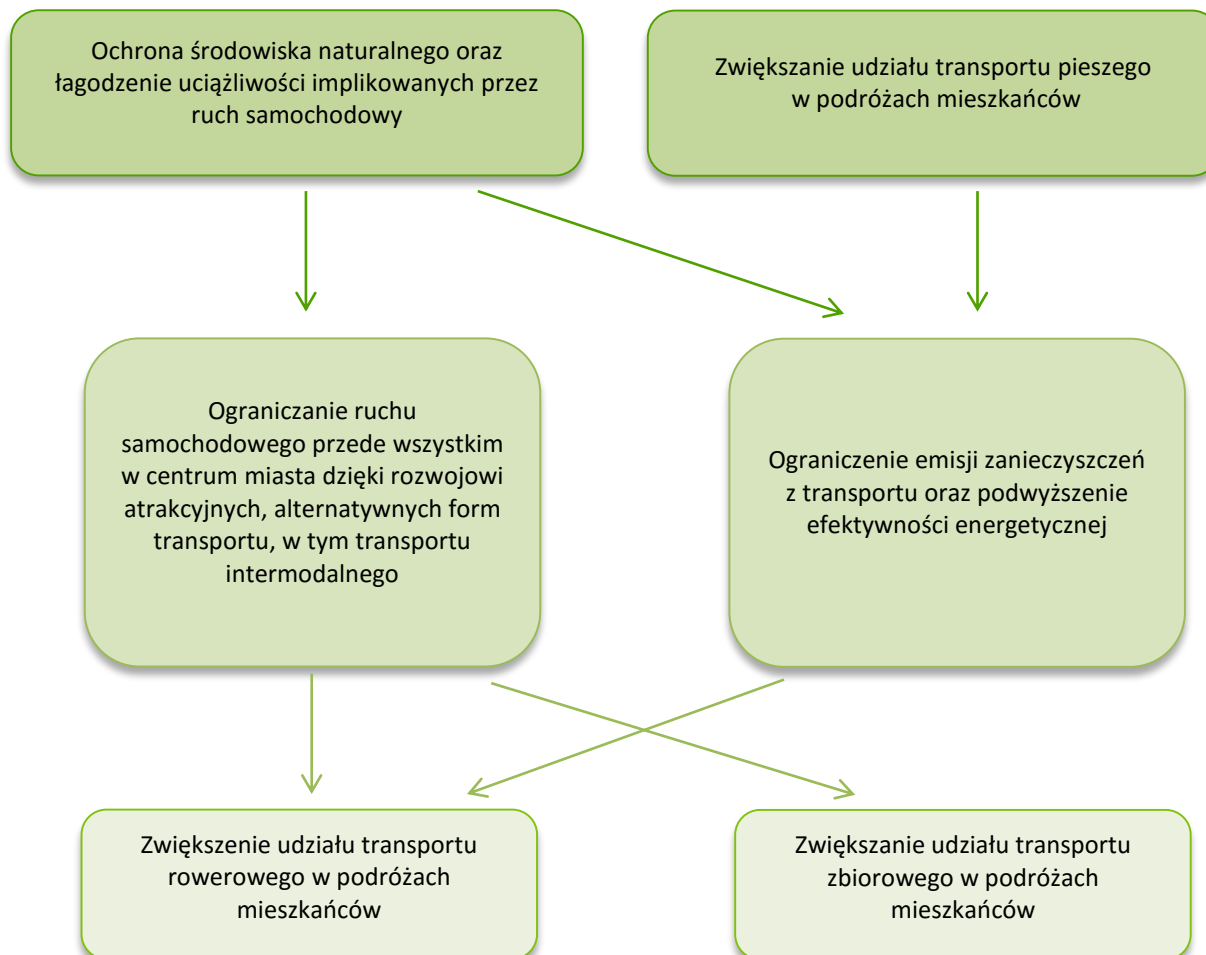 Ochrona środowiska naturalnego oraz
łagodzenie uciążliwości implikowanych przez
ruch samochodowy
Zwiększanie udziału transportu pieszego
w podróżach mieszkańców
Ograniczanie ruchu
samochodowego przede wszystkim
w centrum miasta dzięki rozwojowi
atrakcyjnych, alternatywnych form
transportu, w tym transportu
intermodalnego
Ograniczenie emisji zanieczyszczeń
z transportu oraz podwyższenie
efektywności energetycznej
Zwiększenie udziału transportu
rowerowego w podróżach
mieszkańców
Zwiększanie udziału transportu
zbiorowego w podróżach
mieszkańców